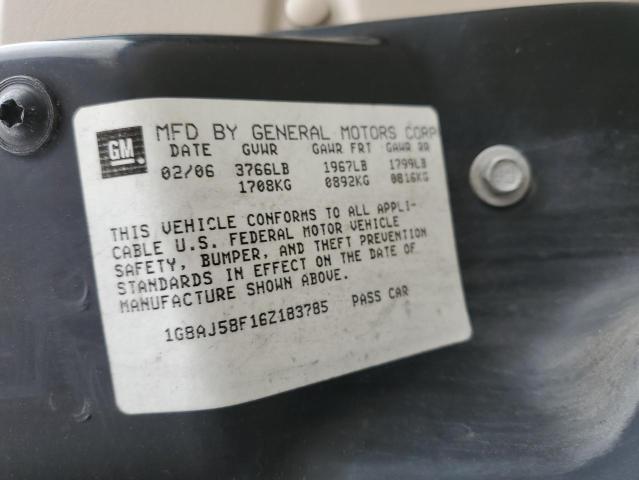 GM MFD BY GENERAL MOTORS CORP
DATE GVWR GAWR FRT GAWR RR
02/06 3766LB 1967LB 1799LB
1708KG 0892KG 0816KG
THIS VEHICLE CONFORMS TO ALL APPLI-
CABLE U.S. FEDERAL MOTOR VEHICLE
SAFETY, BUMPER, AND THEFT PREVENTION
STANDARDS IN EFFECT ON THE DATE OF
MANUFACTURE SHOWN ABOVE.
1G8AJ58F16Z183785 PASS CAR